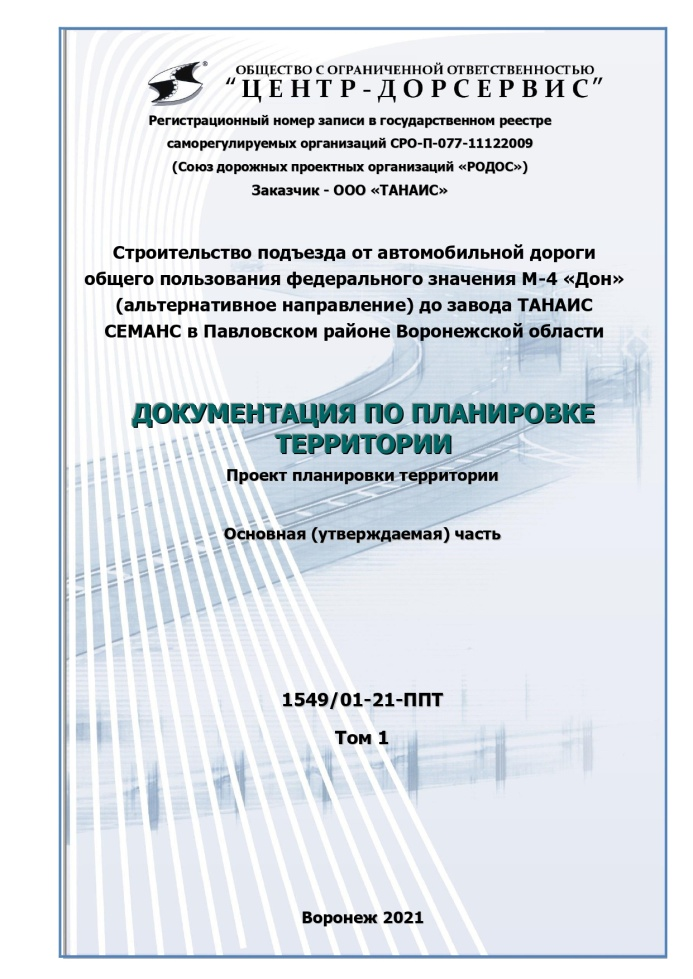 ОБЩЕСТВО С ОГРАНИЧЕННОЙ ОТВЕТСТВЕННОСТЬЮ
“ЦЕНТР-ДОРСЕРВИС”
Регистрационный номер записи в государственном реестре
саморегулируемых организаций СРО-П-077-11122009
(Союз дорожных проектных организаций «РОДОС»)
Заказчик - ООО «ТАНАИС»
Строительство подъезда от автомобильной дороги
общего пользования федерального значения М-4 «Дон»
(альтернативное направление) до завода ТАНАИС
СЕМАНС в Павловском районе Воронежской области
ДОКУМЕНТАЦИЯ ПО ПЛАНИРОВКЕ
ТЕРРИТОРИИ
Проект планировки территории
Основная (утверждаемая) часть
1549/01-21-ППТ
Том 1
Воронеж 2021